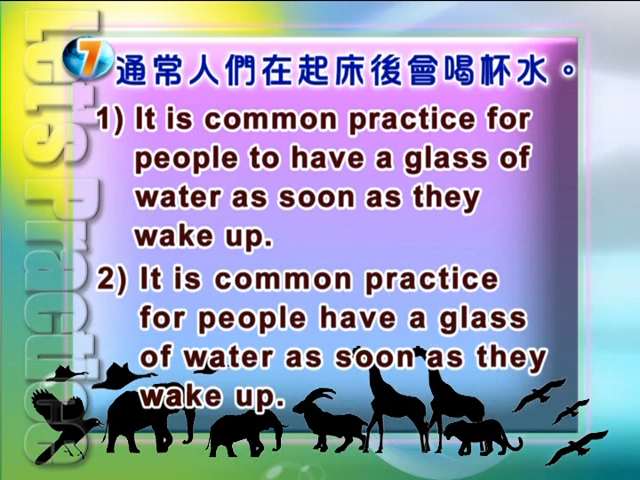 Let's Practice
7 通常人們在起床後會喝杯水。
1) It is common practice for
people to have a glass of
water as soon as they
wake up.
2) It is common practice
for people have a glass
of water as soon as they
wake up.